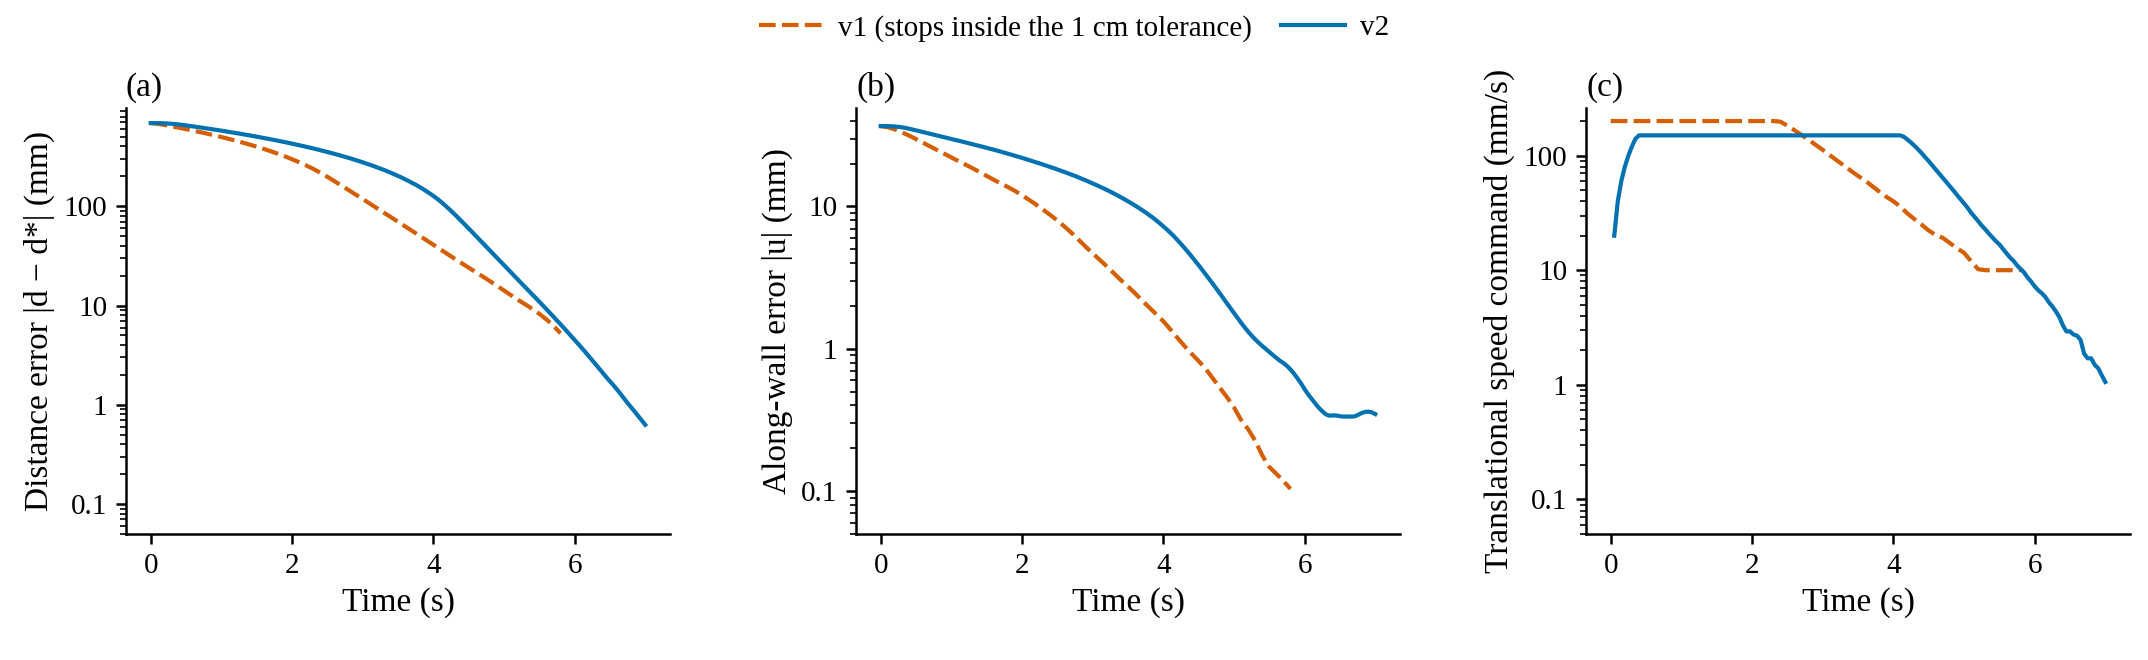 v1 (stops inside the 1 cm tolerance) v2
(a)
Distance error |d − d*| (mm)
100
10
1
0.1
0 2 4 6
Time (s)
(b)
Along-wall error |u| (mm)
10
1
0.1
0 2 4 6
Time (s)
(c)
Translational speed command (mm/s)
100
10
1
0.1
0 2 4 6
Time (s)